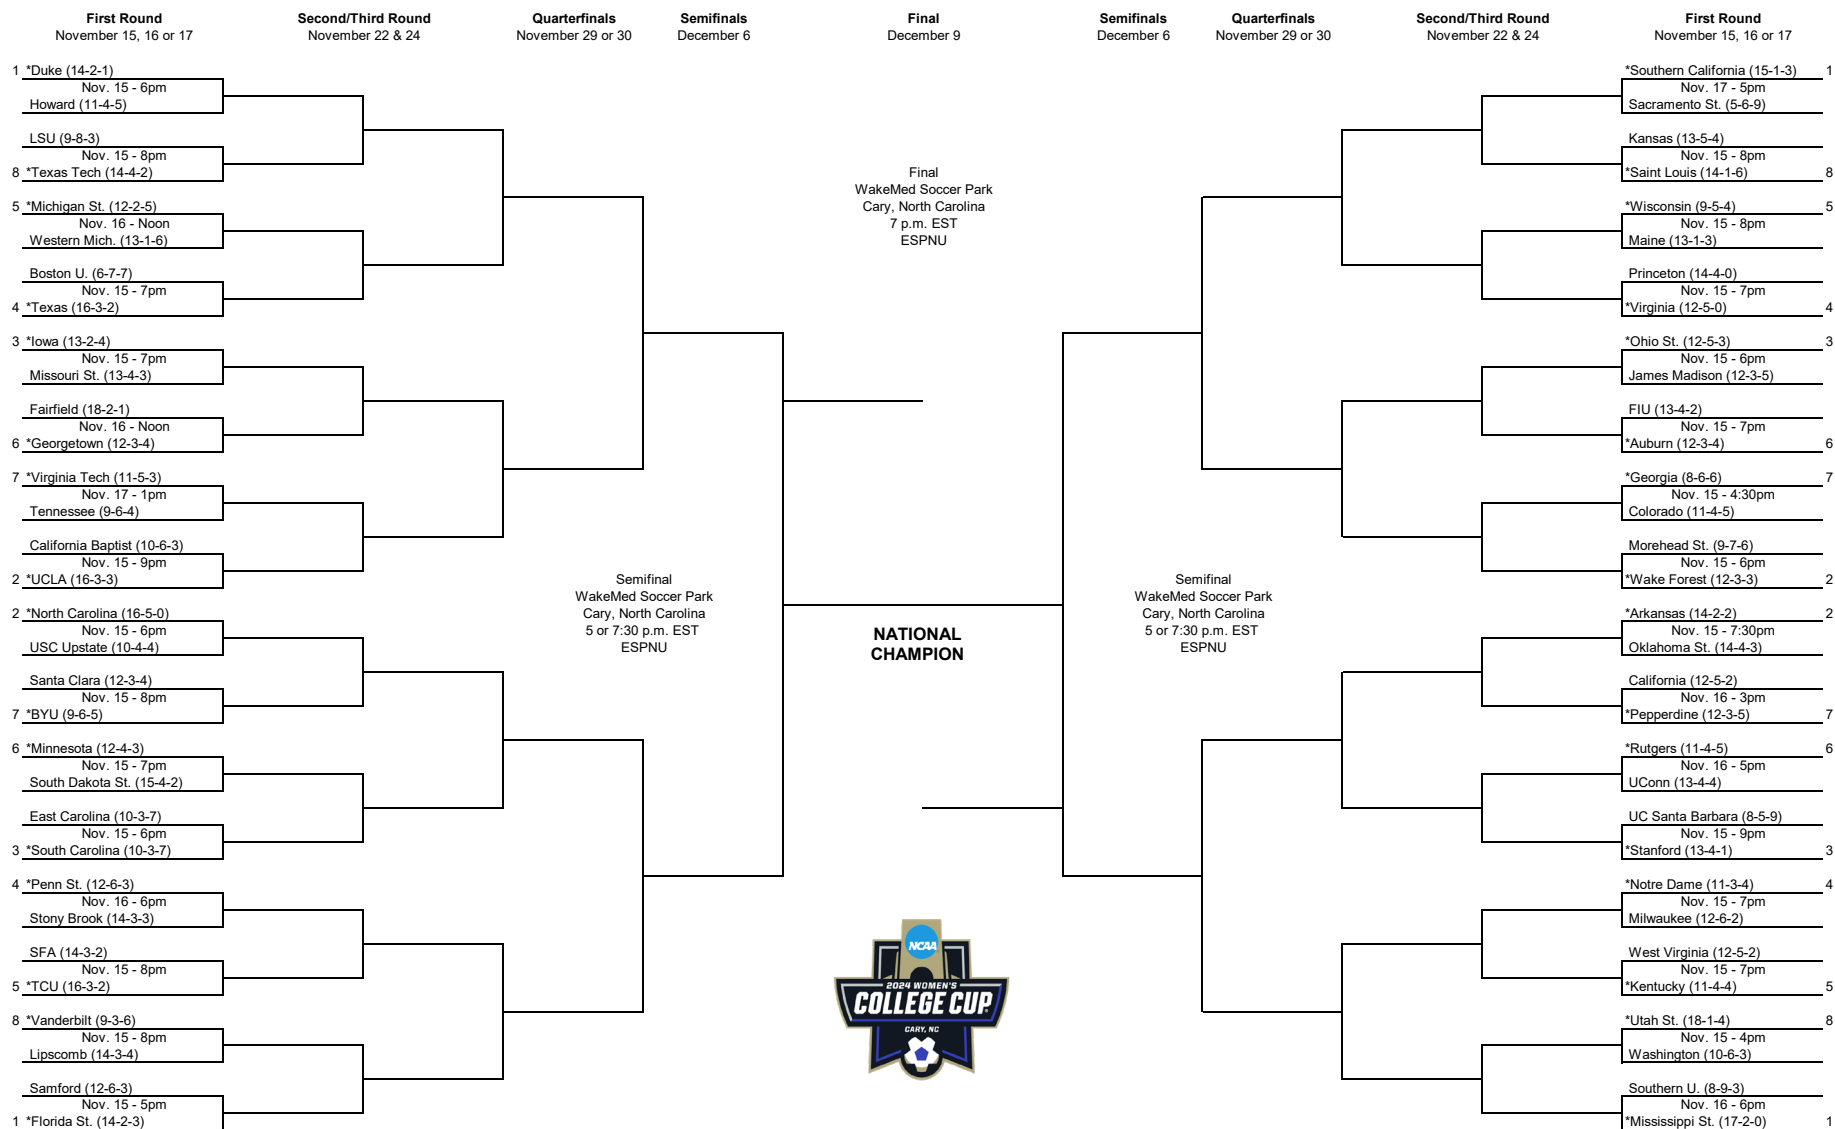 First Round
November 15, 16 or 17
Second/Third Round
November 22 & 24
Quarterfinals
November 29 or 30
Semifinals
December 6
Final
December 9
Semifinals
December 6
Quarterfinals
November 29 or 30
Second/Third Round
November 22 & 24
First Round
November 15, 16 or 17
1 *Duke (14-2-1)
Nov. 15 - 6pm
Howard (11-4-5)
LSU (9-8-3)
Nov. 15 - 8pm
8 *Texas Tech (14-4-2)
5 *Michigan St. (12-2-5)
Nov. 16 - Noon
Western Mich. (13-1-6)
Boston U. (6-7-7)
Nov. 15 - 7pm
4 *Texas (16-3-2)
3 *Iowa (13-2-4)
Nov. 15 - 7pm
Missouri St. (13-4-3)
Fairfield (18-2-1)
Nov. 16 - Noon
6 *Georgetown (12-3-4)
7 *Virginia Tech (11-5-3)
Nov. 17 - 1pm
Tennessee (9-6-4)
California Baptist (10-6-3)
Nov. 15 - 9pm
2 *UCLA (16-3-3)
2 *North Carolina (16-5-0)
Nov. 15 - 6pm
USC Upstate (10-4-4)
Santa Clara (12-3-4)
Nov. 15 - 8pm
7 *BYU (9-6-5)
6 *Minnesota (12-4-3)
Nov. 15 - 7pm
South Dakota St. (15-4-2)
East Carolina (10-3-7)
Nov. 15 - 6pm
3 *South Carolina (10-3-7)
4 *Penn St. (12-6-3)
Nov. 16 - 6pm
Stony Brook (14-3-3)
SFA (14-3-2)
Nov. 15 - 8pm
5 *TCU (16-3-2)
8 *Vanderbilt (9-3-6)
Nov. 15 - 8pm
Lipscomb (14-3-4)
Samford (12-6-3)
Nov. 15 - 5pm
1 *Florida St. (14-2-3)
Semifinal
WakeMed Soccer Park
Cary, North Carolina
5 or 7:30 p.m. EST
ESPNU
Final
WakeMed Soccer Park
Cary, North Carolina
7 p.m. EST
ESPNU
NATIONAL
CHAMPION
NCAA
2024 WOMEN'S
COLLEGE CUP
CARY, NC
Semifinal
WakeMed Soccer Park
Cary, North Carolina
5 or 7:30 p.m. EST
ESPNU
*Southern California (15-1-3) 1
Nov. 17 - 5pm
Sacramento St. (5-6-9)
Kansas (13-5-4)
Nov. 15 - 8pm
*Saint Louis (14-1-6) 8
*Wisconsin (9-5-4) 5
Nov. 15 - 8pm
Maine (13-1-3)
Princeton (14-4-0)
Nov. 15 - 7pm
*Virginia (12-5-0) 4
*Ohio St. (12-5-3) 3
Nov. 15 - 6pm
James Madison (12-3-5)
FIU (13-4-2)
Nov. 15 - 7pm
*Auburn (12-3-4) 6
*Georgia (8-6-6) 7
Nov. 15 - 4:30pm
Colorado (11-4-5)
Morehead St. (9-7-6)
Nov. 15 - 6pm
*Wake Forest (12-3-3) 2
*Arkansas (14-2-2) 2
Nov. 15 - 7:30pm
Oklahoma St. (14-4-3)
California (12-5-2)
Nov. 16 - 3pm
*Pepperdine (12-3-5) 7
*Rutgers (11-4-5) 6
Nov. 16 - 5pm
UConn (13-4-4)
UC Santa Barbara (8-5-9)
Nov. 15 - 9pm
*Stanford (13-4-1) 3
*Notre Dame (11-3-4) 4
Nov. 15 - 7pm
Milwaukee (12-6-2)
West Virginia (12-5-2)
Nov. 15 - 7pm
*Kentucky (11-4-4) 5
*Utah St. (18-1-4) 8
Nov. 15 - 4pm
Washington (10-6-3)
Southern U. (8-9-3)
Nov. 16 - 6pm
*Mississippi St. (17-2-0) 1